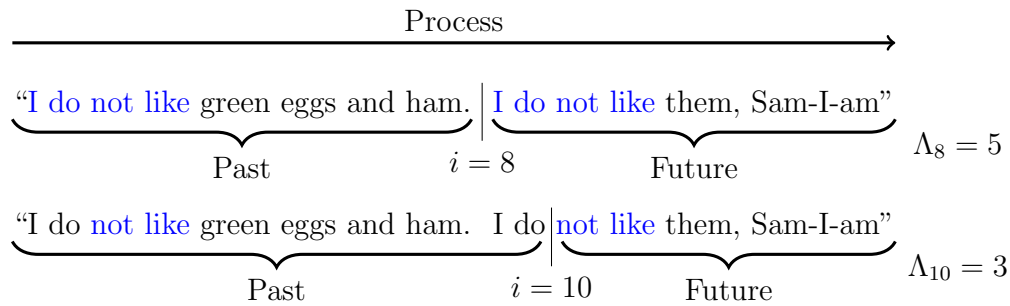 Process
“I do not like green eggs and ham. I do not like them, Sam-I-am”
Past
i = 8
Future
Λ8 = 5
“I do not like green eggs and ham. I do not like them, Sam-I-am”
Past
i = 10
Future
Λ10 = 3